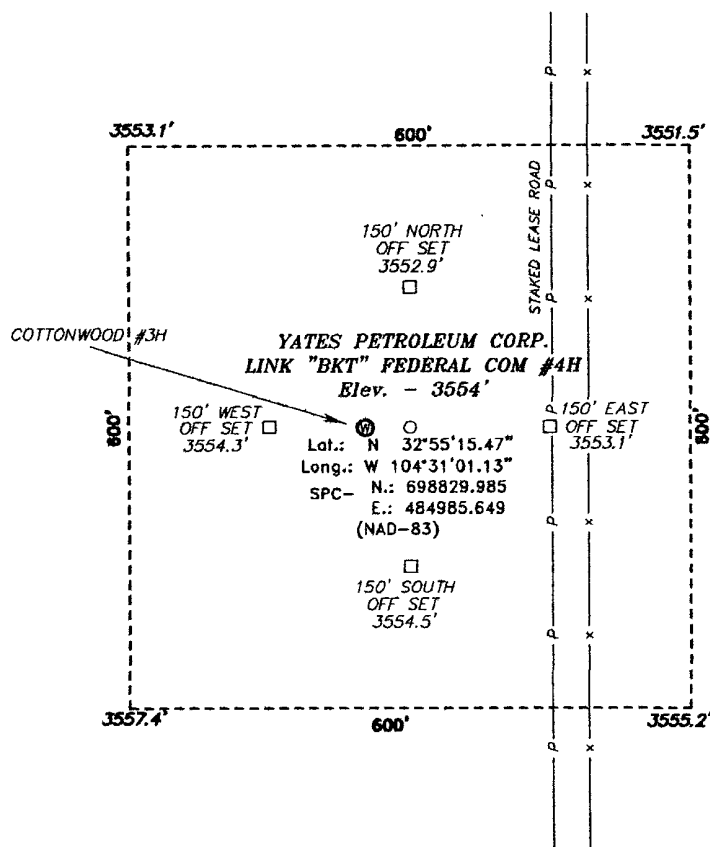 3553.1'
600'
3551.5'
STAKED LEASE ROAD
150' NORTH
OFF SET
3552.9'
COTTONWOOD #3H
YATES PETROLEUM CORP.
LINK "BKT" FEDERAL COM #4H
Elev. - 3554'
600'
150' WEST
OFF SET
3554.3'
W
150' EAST
OFF SET
3553.1'
600'
Lat.: N 32°55'15.47"
Long.: W 104°31'01.13"
SPC- N.: 698829.985
E.: 484985.649
(NAD-83)
150' SOUTH
OFF SET
3554.5'
3557.4'
600'
3555.2'
P
x
P
x
P
x
P
P
x
P
x
P
x